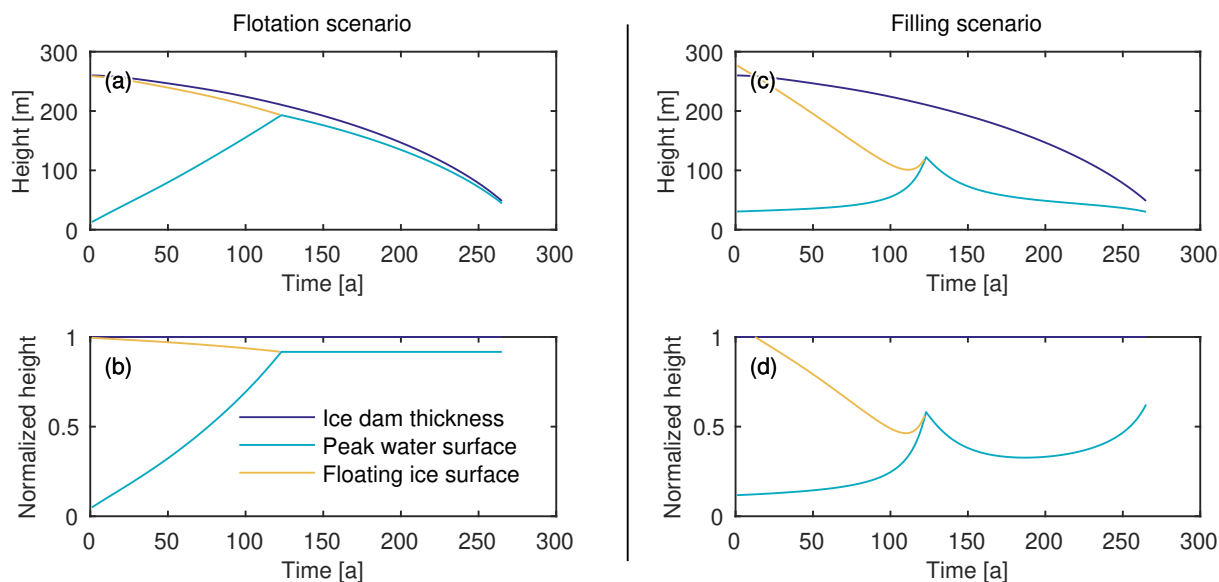 Flotation scenario
Filling scenario
300
200
100
0
Height [m]
(a)
0 50 100 150 200 250 300
Time [a]
300
200
100
0
Height [m]
(c)
0 50 100 150 200 250 300
Time [a]
1
0.5
0
Normalized height
(b)
Ice dam thickness
Peak water surface
Floating ice surface
0 50 100 150 200 250 300
Time [a]
1
0.5
0
Normalized height
(d)
0 50 100 150 200 250 300
Time [a]